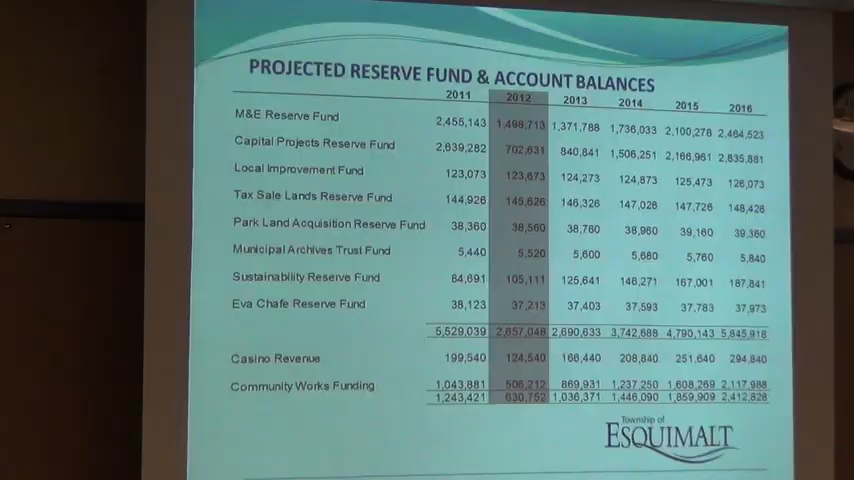 PROJECTED RESERVE FUND & ACCOUNT BALANCES
2011 2012 2013 2014 2015 2016
M&E Reserve Fund 2,455,143 1,498,713 1,371,788 1,736,033 2,100,278 2,464,523
Capital Projects Reserve Fund 2,639,282 702,631 840,841 1,506,251 2,166,961 2,835,881
Local Improvement Fund 123,073 123,673 124,273 124,873 125,473 126,073
Tax Sale Lands Reserve Fund 144,926 145,626 146,326 147,026 147,726 148,426
Park Land Acquisition Reserve Fund 38,360 38,560 38,760 38,960 39,160 39,360
Municipal Archives Trust Fund 5,440 5,520 5,600 5,680 5,760 5,840
Sustainability Reserve Fund 84,691 105,111 125,641 146,271 167,001 187,841
Eva Chafe Reserve Fund 38,123 37,213 37,403 37,593 37,783 37,973
5,529,039 2,657,048 2,690,633 3,742,688 4,790,143 5,845,918
Casino Revenue 199,540 124,540 166,440 208,840 251,640 294,840
Community Works Funding 1,043,881 506,212 869,931 1,237,250 1,608,269 2,117,988
1,243,421 630,752 1,036,371 1,446,090 1,859,909 2,412,828
Township of
ESQUIMALT